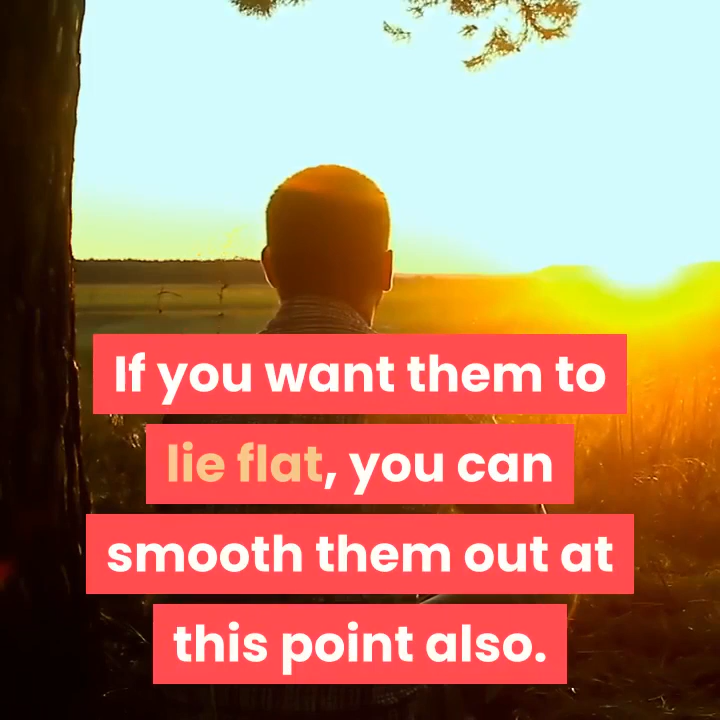 If you want them to
lie flat, you can
smooth them out at
this point also.